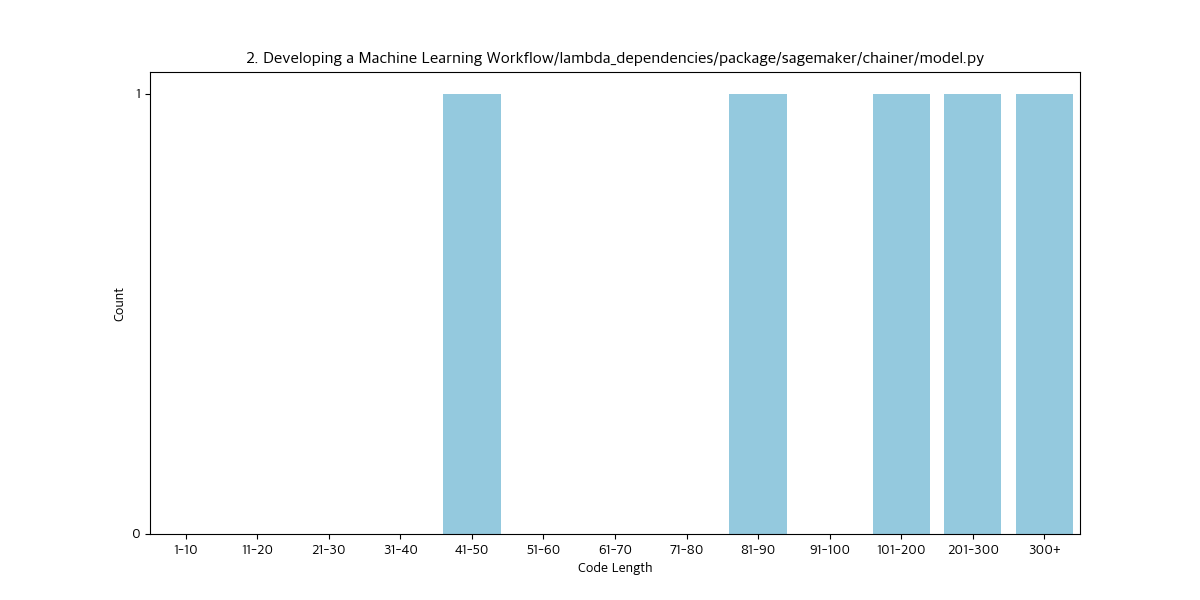 2. Developing a Machine Learning Workflow/lambda_dependencies/package/sagemaker/chainer/model.py
1
Count
0
1-10 11-20 21-30 31-40 41-50 51-60 61-70 71-80 81-90 91-100 101-200 201-300 300+
Code Length